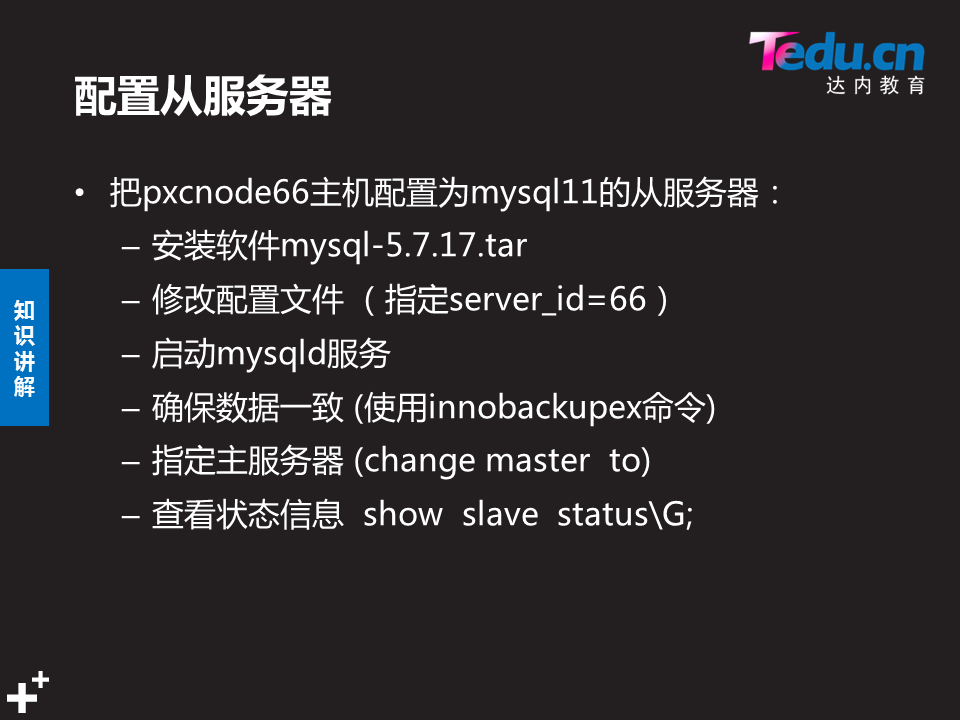 Tedu.cn
达内教育
配置从服务器
• 把pxcnode66主机配置为mysql11的从服务器：
– 安装软件mysql-5.7.17.tar
– 修改配置文件 （指定server_id=66）
– 启动mysqld服务
– 确保数据一致 (使用innobackupex命令)
– 指定主服务器 (change master  to)
– 查看状态信息  show  slave  status\G;
知识讲解